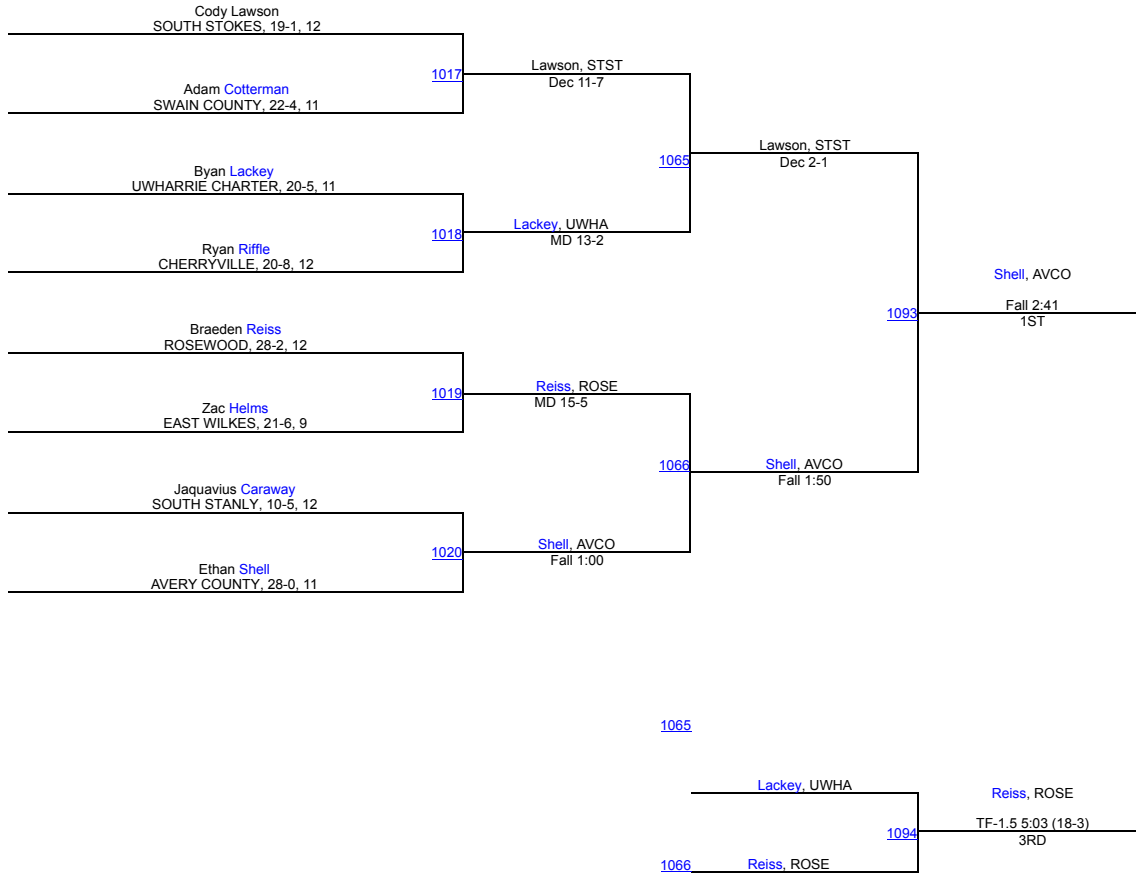 Cody Lawson
SOUTH STOKES, 19-1, 12
1017
Lawson, STST
Dec 11-7
Adam Cotterman
SWAIN COUNTY, 22-4, 11
1065
Lawson, STST
Dec 2-1
Byan Lackey
UWHARRIE CHARTER, 20-5, 11
1018
Lackey, UWHA
MD 13-2
Ryan Riffle
CHERRYVILLE, 20-8, 12
1093
Shell, AVCO
Fall 2:41
1ST
Braeden Reiss
ROSEWOOD, 28-2, 12
1019
Reiss, ROSE
MD 15-5
Zac Helms
EAST WILKES, 21-6, 9
1066
Shell, AVCO
Fall 1:50
Jaquavius Caraway
SOUTH STANLY, 10-5, 12
1020
Shell, AVCO
Fall 1:00
Ethan Shell
AVERY COUNTY, 28-0, 11
1065
Lackey, UWHA
1094
Reiss, ROSE
TF-1.5 5:03 (18-3)
3RD
1066
Reiss, ROSE